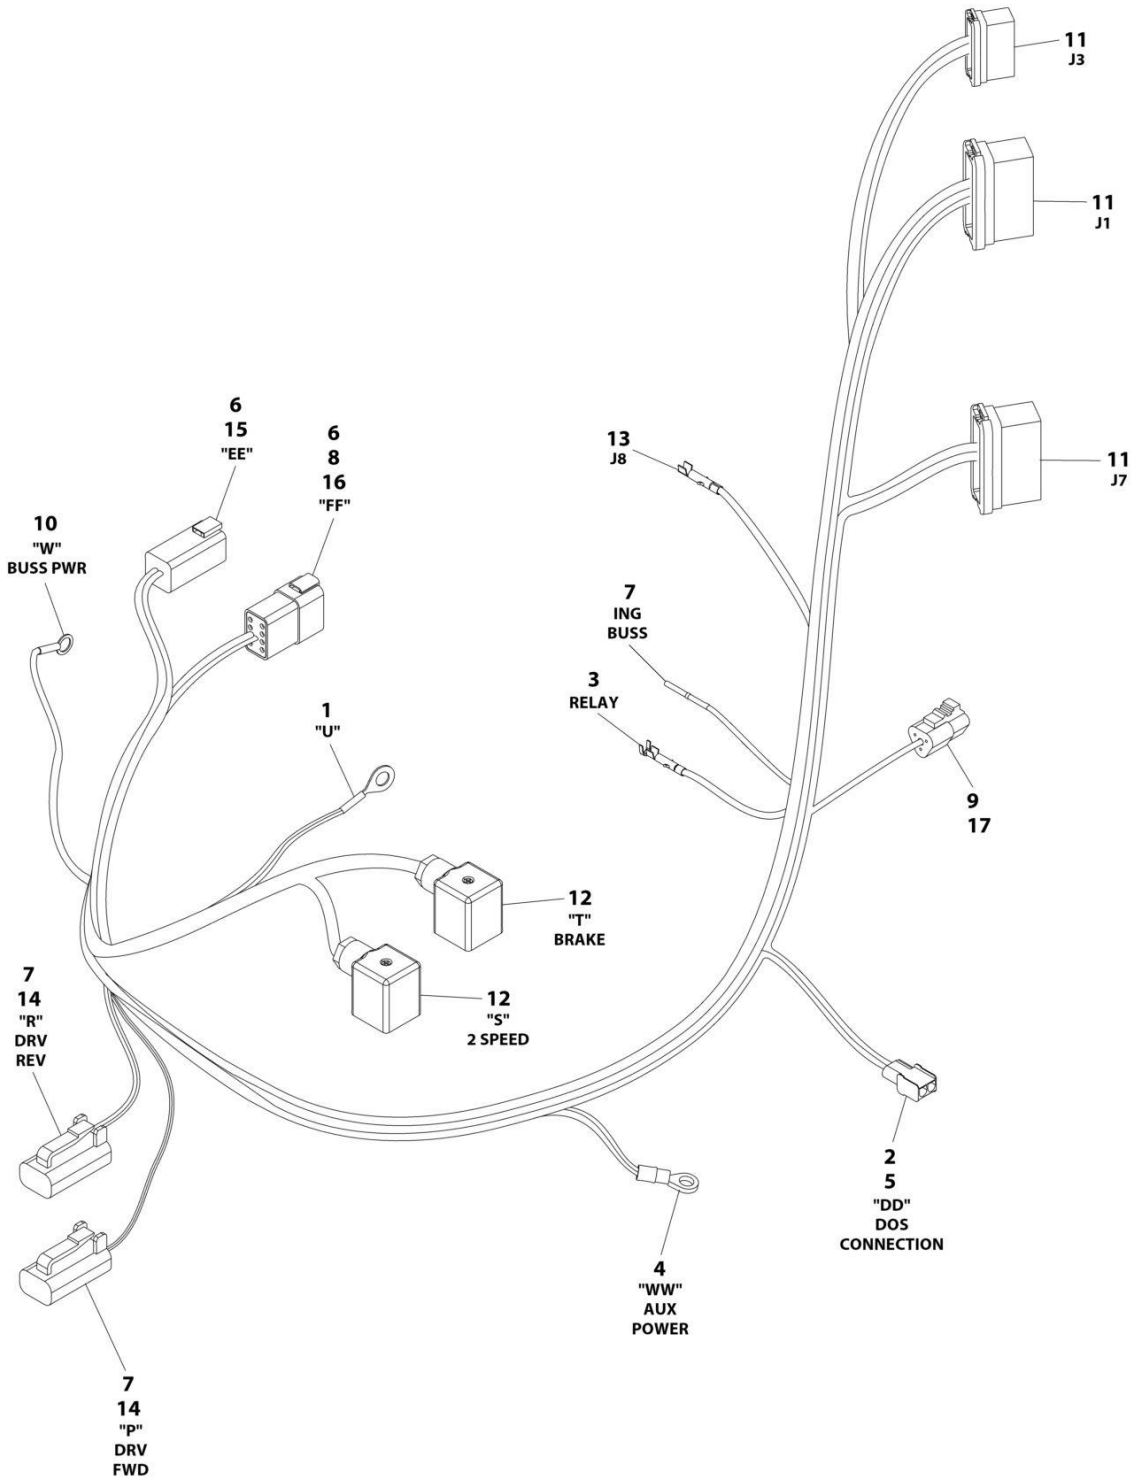 11
J3
11
J1
6
15
"EE"
6
8
16
"FF"
13
J8
11
J7
10
"W"
BUSS PWR
7
ING
BUSS
3
RELAY
1
"U"
9
17
12
"T"
BRAKE
7
14
"R"
DRV
REV
12
"S"
2 SPEED
2
5
"DD"
DOS
CONNECTION
4
"WW"
AUX
POWER
7
14
"P"
DRV
FWD